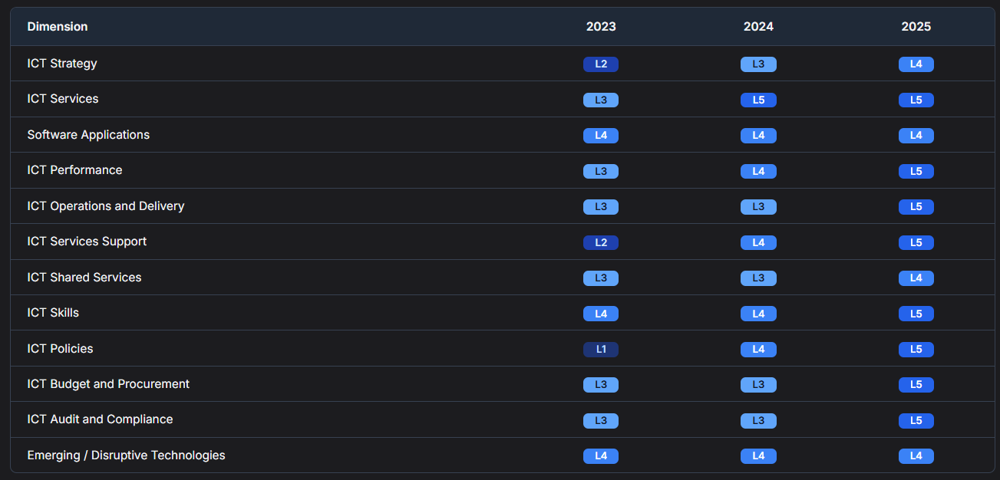 Dimension 2023 2024 2025
ICT Strategy L2 L3 L4
ICT Services L3 L5 L5
Software Applications L4 L4 L4
ICT Performance L3 L4 L5
ICT Operations and Delivery L3 L3 L5
ICT Services Support L2 L4 L5
ICT Shared Services L3 L3 L4
ICT Skills L4 L4 L5
ICT Policies L1 L4 L5
ICT Budget and Procurement L3 L3 L5
ICT Audit and Compliance L3 L3 L5
Emerging / Disruptive Technologies L4 L4 L4